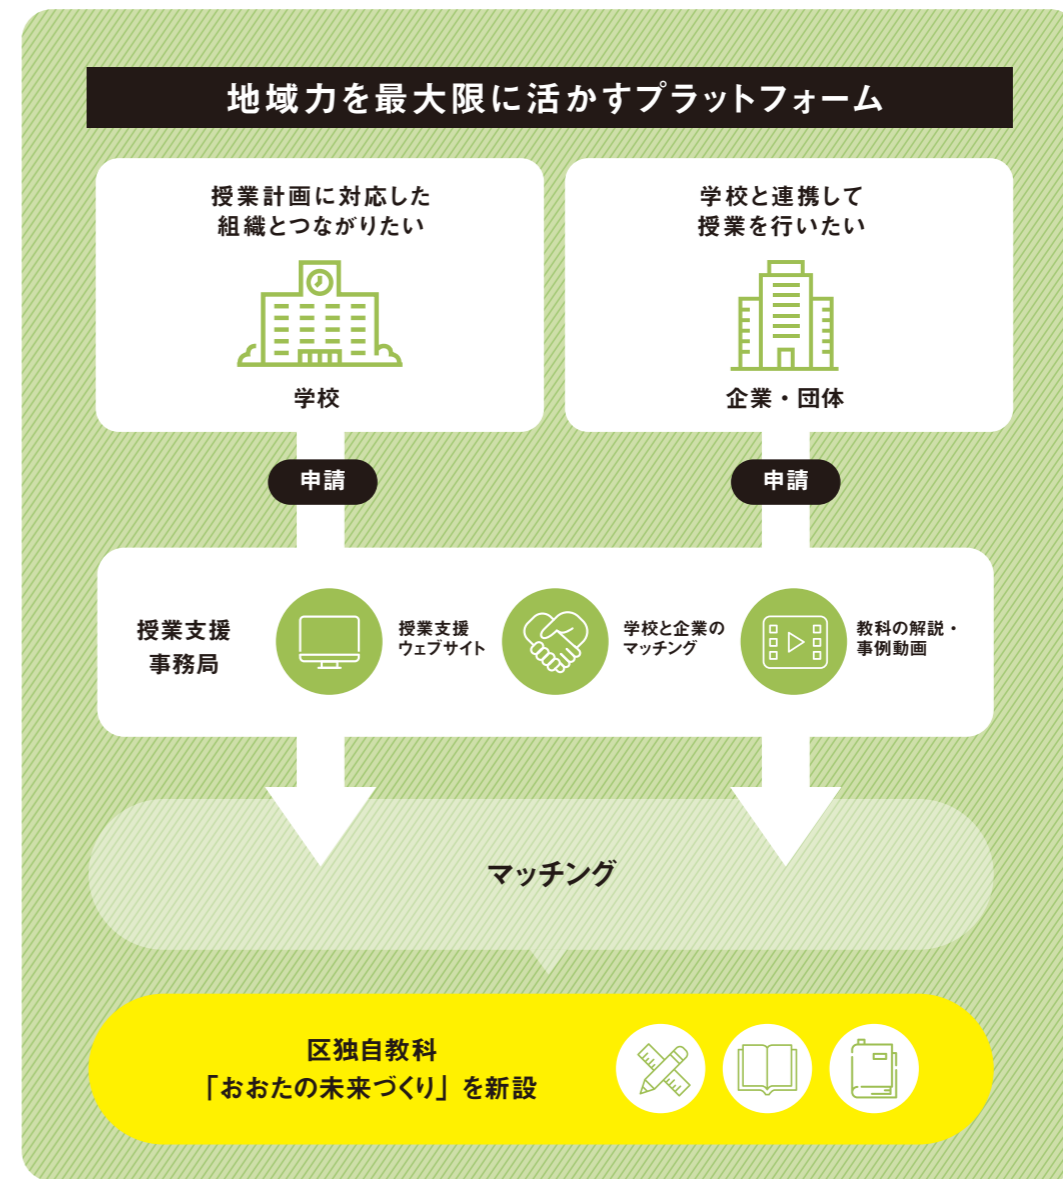 地域力を最大限に活かすプラットフォーム
授業計画に対応した
組織とつながりたい
学校
学校と連携して
授業を行いたい
企業・団体
申請
申請
授業支援
事務局
授業支援
ウェブサイト
学校と企業の
マッチング
教科の解説・
事例動画
マッチング
区独自教科
「おおたの未来づくり」を新設